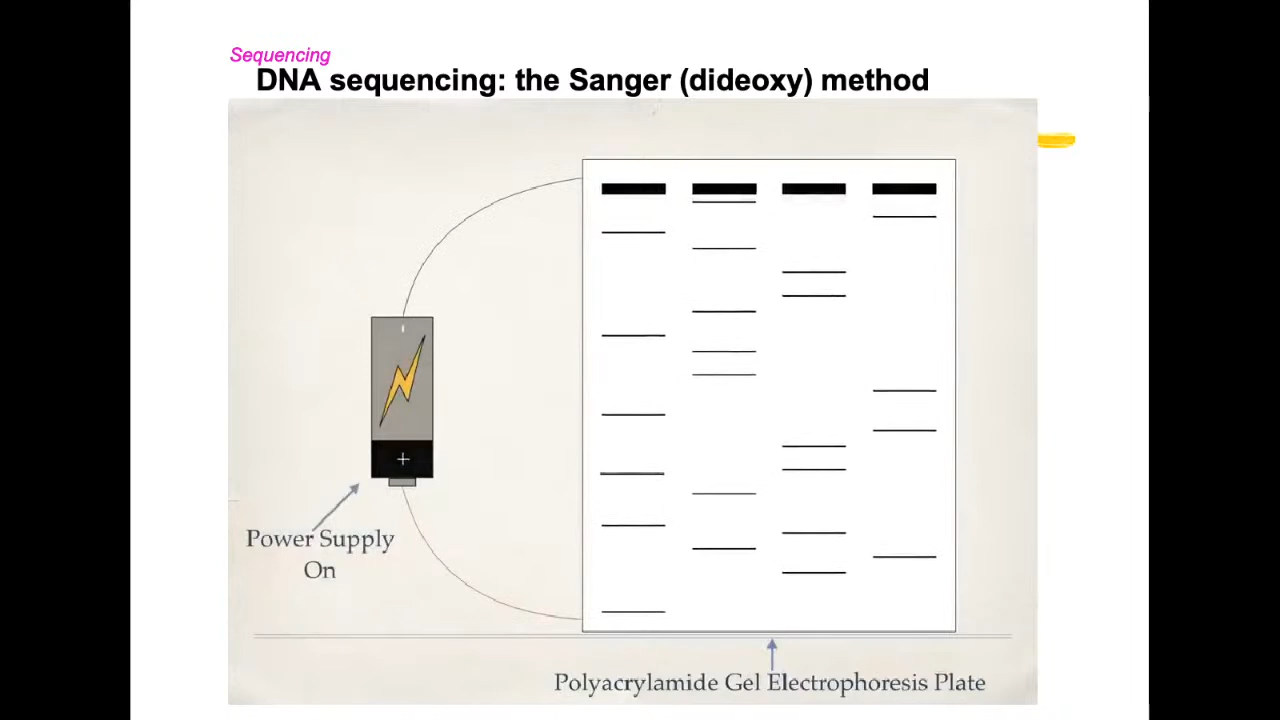 Sequencing
DNA sequencing: the Sanger (dideoxy) method
+
Power Supply
On
Polyacrylamide Gel Electrophoresis Plate